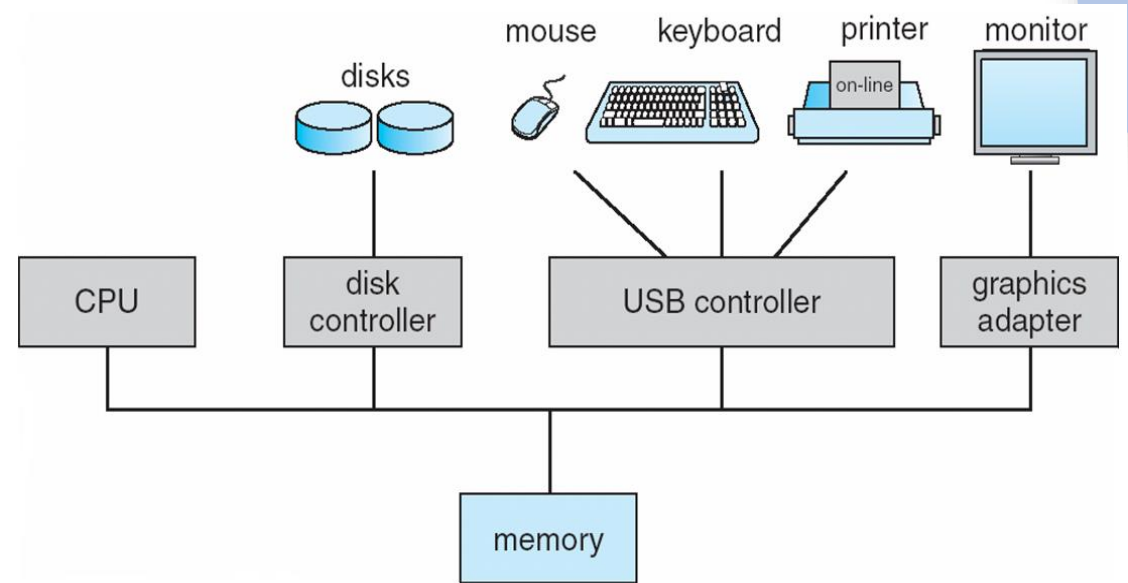 mouse
keyboard
printer
monitor
disks
on-line
CPU
disk
controller
USB controller
graphics
adapter
memory